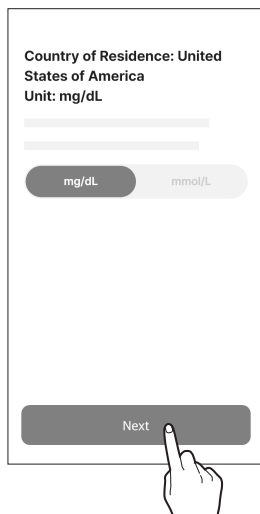 Country of Residence: United
States of America
Unit: mg/dL
mg/dL
mmol/L
Next